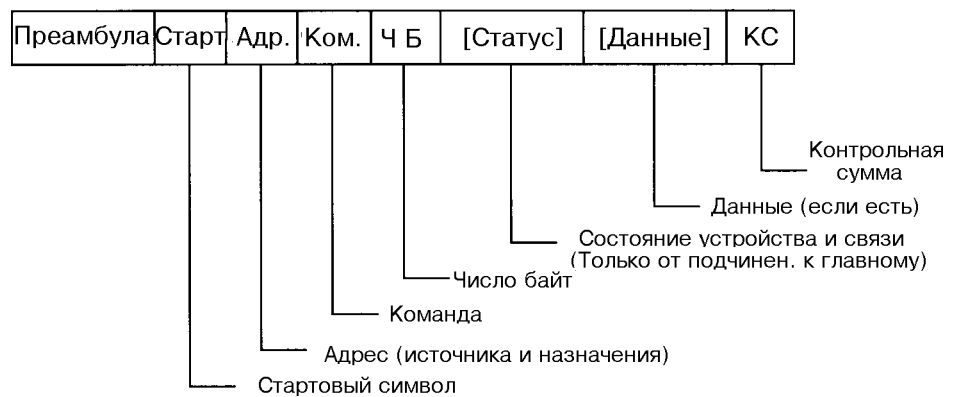 Преамбула Старт Адр. Ком. Ч Б [Статус] [Данные] КС
Контрольная
сумма
Данные (если есть)
Состояние устройства и связи
(Только от подчинен. к главному)
Число байт
Команда
Адрес (источника и назначения)
Стартовый символ